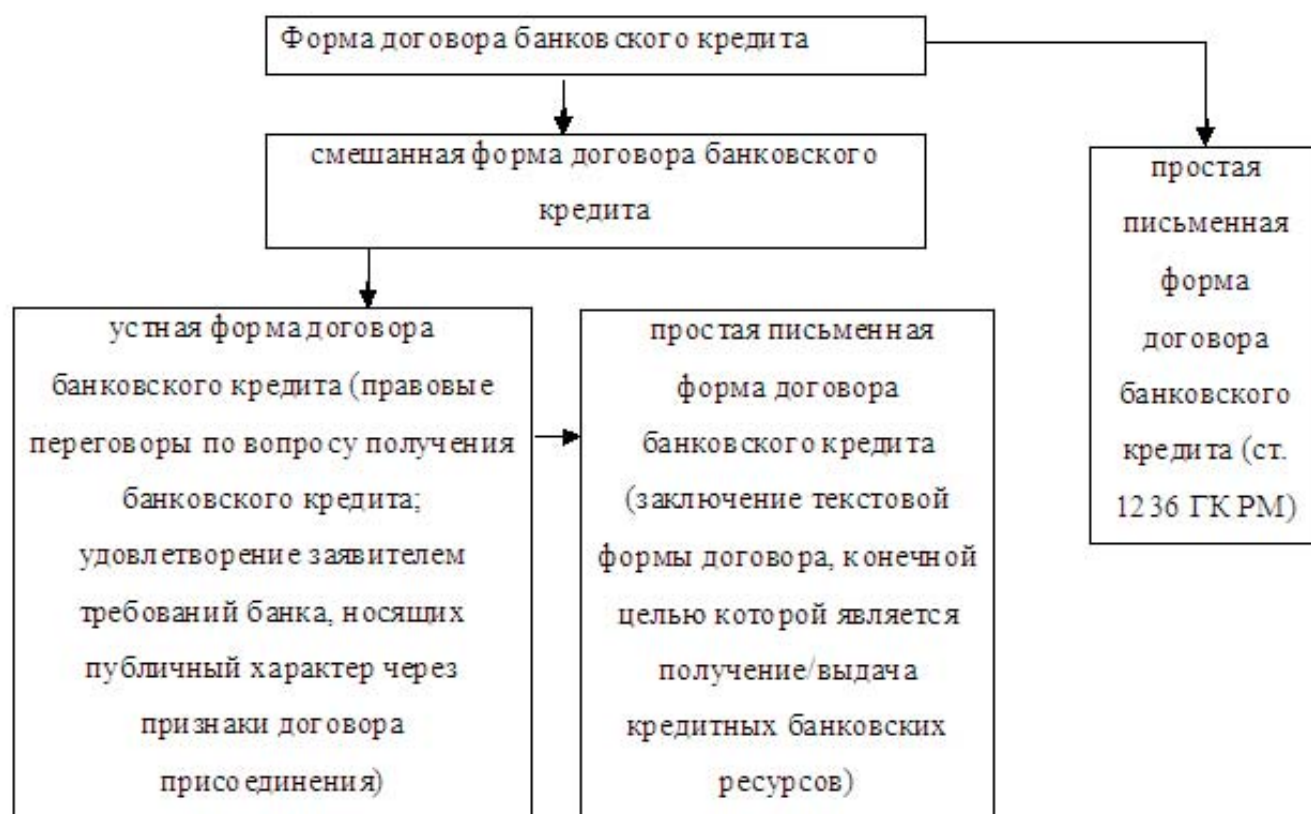 Форма договора банковского кредита
смешанная форма договора банковского
кредита
простая
письменная
форма
договора
банковского
кредита (ст.
1236 ГК РМ)
устная форма договора
банковского кредита (правовые
переговоры по вопросу получения
банковского кредита;
удовлетворение заявителем
требований банка, носящих
публичный характер через
признаки договора
присоединения)
простая письменная
форма договора
банковского кредита
(заключение текстовой
формы договора, конечной
целью которой является
получение/выдача
кредитных банковских
ресурсов)